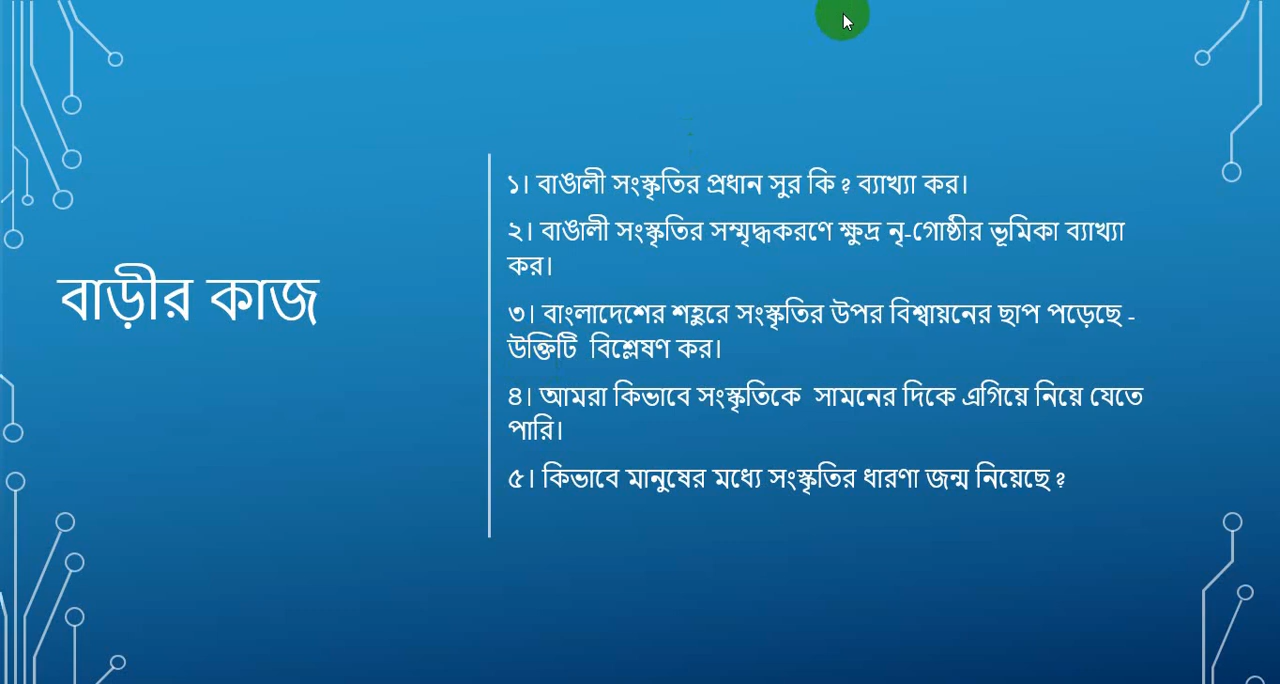 বাড়ীর কাজ
১। বাঙালী সংস্কৃতির প্রধান সুর কি ? ব্যাখ্যা কর।
২। বাঙালী সংস্কৃতির সম্মৃদ্ধকরণে ক্ষুদ্র নৃ-গোষ্ঠীর ভূমিকা ব্যাখ্যা
কর।
৩। বাংলাদেশের শহুরে সংস্কৃতির উপর বিশ্বায়নের ছাপ পড়েছে -
উক্তিটি বিশ্লেষণ কর।
৪। আমরা কিভাবে সংস্কৃতিকে সামনের দিকে এগিয়ে নিয়ে যেতে
পারি।
৫। কিভাবে মানুষের মধ্যে সংস্কৃতির ধারণা জন্ম নিয়েছে ?